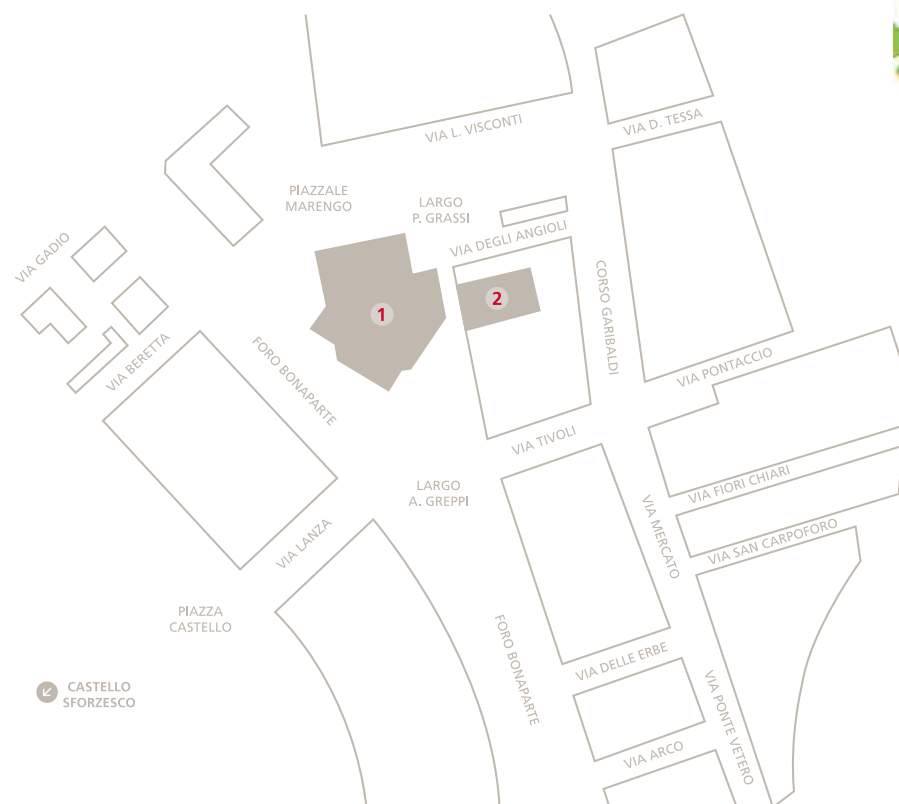 VIA L. VISCONTI
VIA D. TESSA
PIAZZALE
MARENGO
LARGO
P. GRASSI
VIA DEGLI ANGIOLI
VIA GADIO
CORSO GARIBALDI
1
2
VIA BERETTA
FORO BONAPARTE
VIA PONTACCIO
VIA TIVOLI
LARGO
A. GREPPI
VIA FIORI CHIARI
VIA LANZA
VIA MERCATO
VIA SAN CARPOFORO
PIAZZA
CASTELLO
FORO BONAPARTE
VIA DELLE ERBE
CASTELLO
SFORZESCO
VIA PONTE VETERO
VIA ARCO